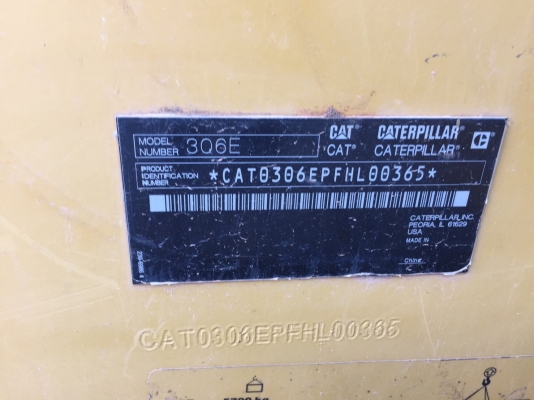 MODEL NUMBER 306E
CAT CATERPILLAR
CAT® CATERPILLAR®
PRODUCT IDENTIFICATION NUMBER *CAT0306EPFHL00365*
CATERPILLAR, INC.
PEORIA, IL 61629
USA
MADE IN
China
CAT0306EPFHL00365